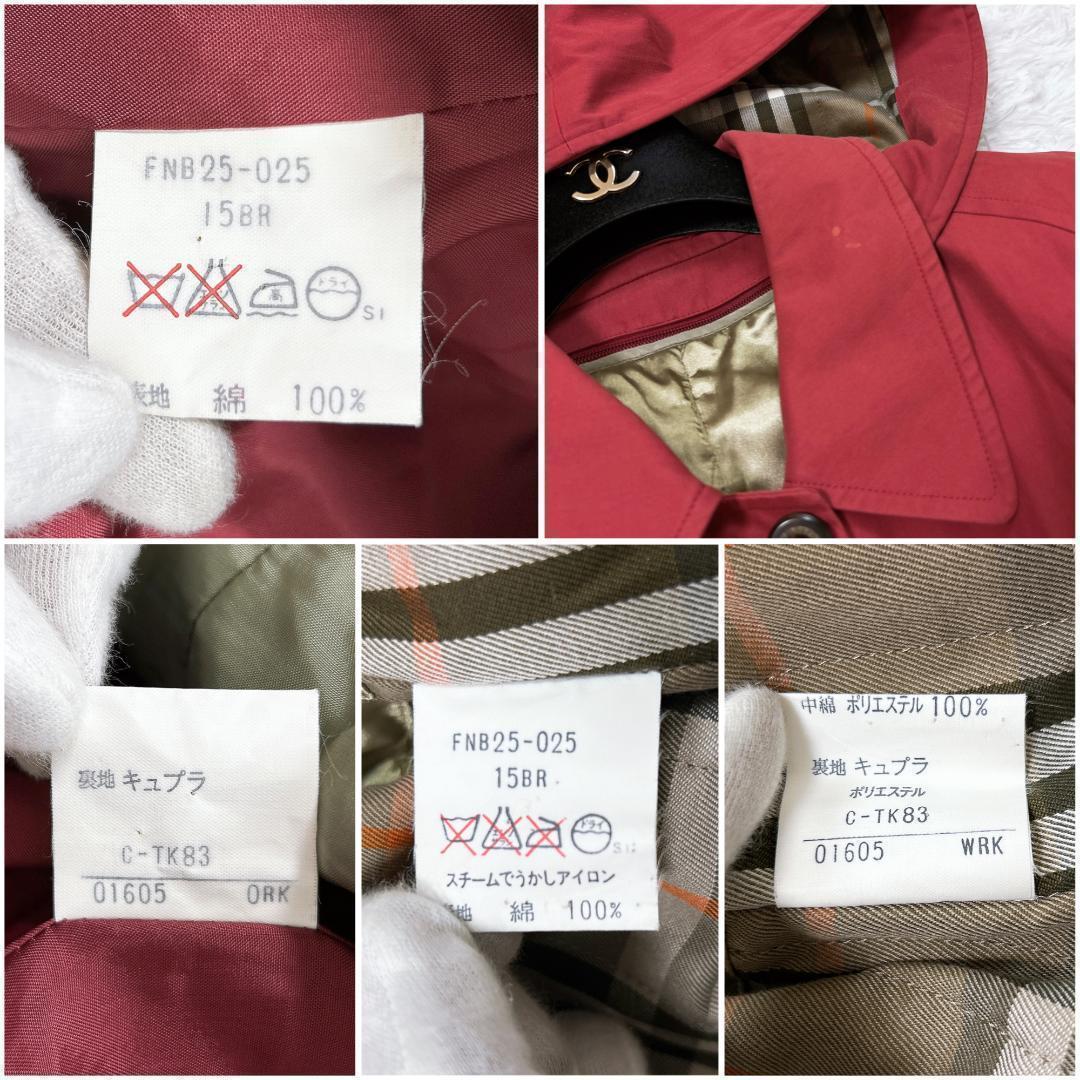 FNB25-025
15BR
ドライ
SI
表地 綿 100%
裏地 キュプラ
C-TK83
01605 ORK
FNB25-025
15BR
ドライ
スチームでうかしアイロン
地 綿 100%
中綿 ポリエステル 100%
裏地 キュプラ
ポリエステル
C-TK83
01605 WRK